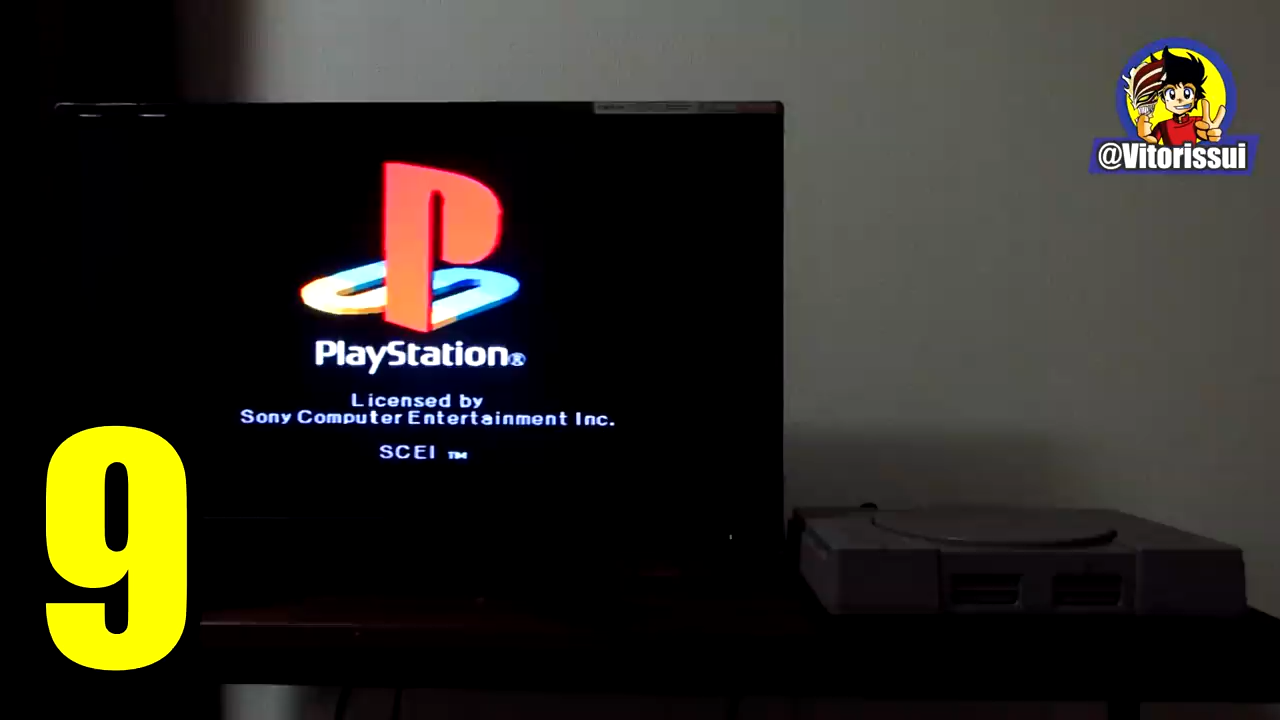 @Vitorissui
PlayStation®
Licensed by
Sony Computer Entertainment Inc.
SCEI ™
9